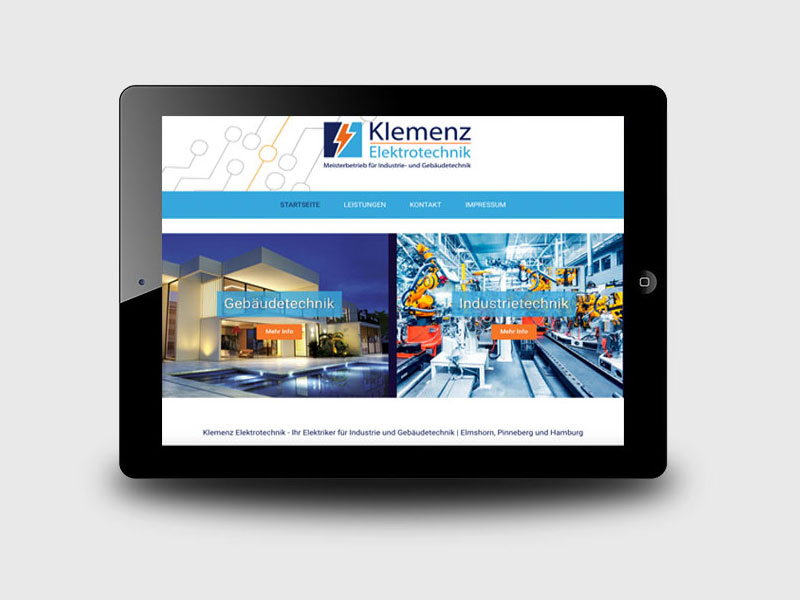 Klemenz
Elektrotechnik
Meisterbetrieb für Industrie- und Gebäudetechnik
STARTSEITE LEISTUNGEN KONTAKT IMPRESSUM
Gebäudetechnik
Mehr Info
Industrietechnik
Mehr Info
Klemenz Elektrotechnik - Ihr Elektriker für Industrie und Gebäudetechnik | Elmshorn, Pinneberg und Hamburg